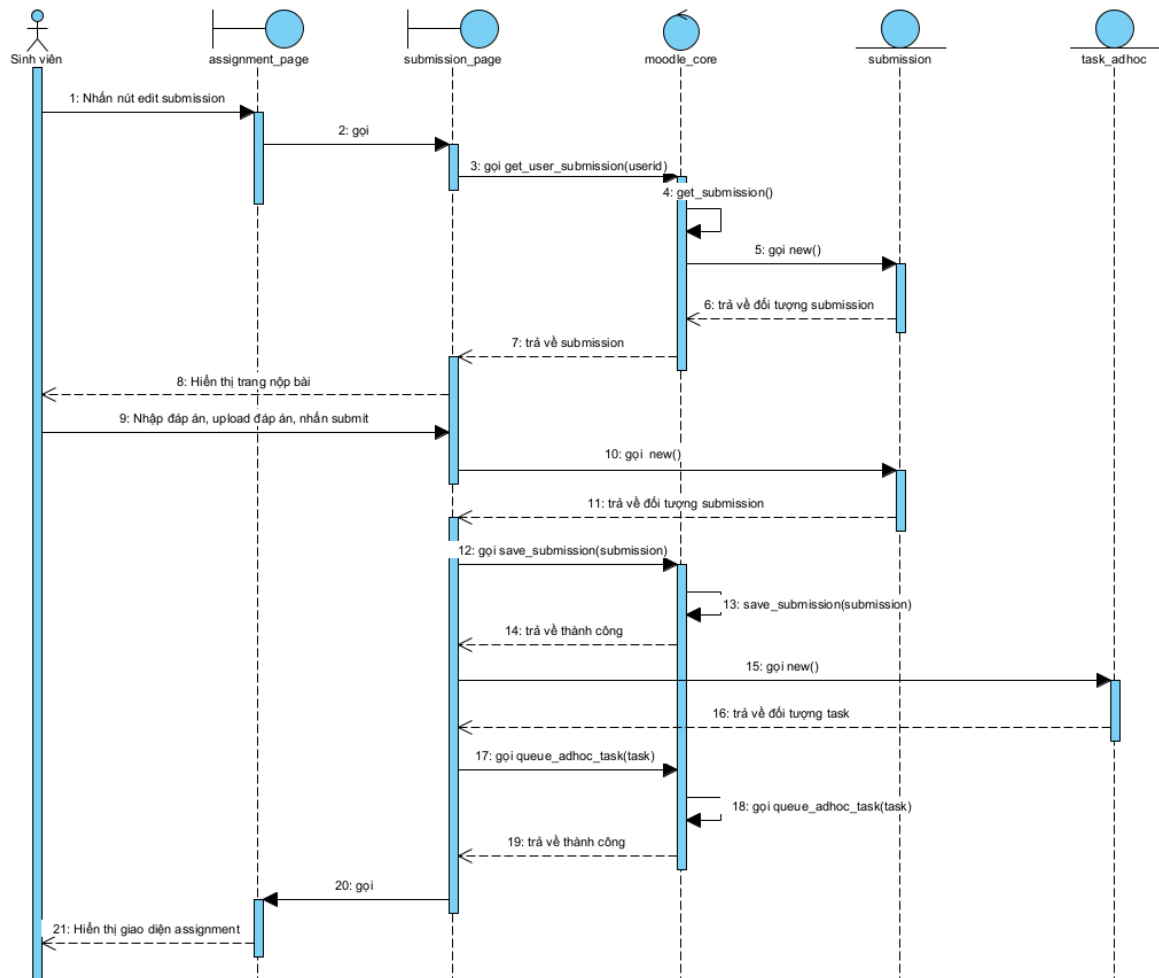 Sinh viên
assignment_page
submission_page
moodle_core
submission
task_adhoc
1: Nhấn nút edit submission
2: gọi
3: gọi get_user_submission(userid)
4: get_submission()
5: gọi new()
6: trả về đối tượng submission
7: trả về submission
8: Hiển thị trang nộp bài
9: Nhập đáp án, upload đáp án, nhấn submit
10: gọi new()
11: trả về đối tượng submission
12: gọi save_submission(submission)
13: save_submission(submission)
14: trả về thành công
15: gọi new()
16: trả về đối tượng task
17: gọi queue_adhoc_task(task)
18: gọi queue_adhoc_task(task)
19: trả về thành công
20: gọi
21: Hiển thị giao diện assignment